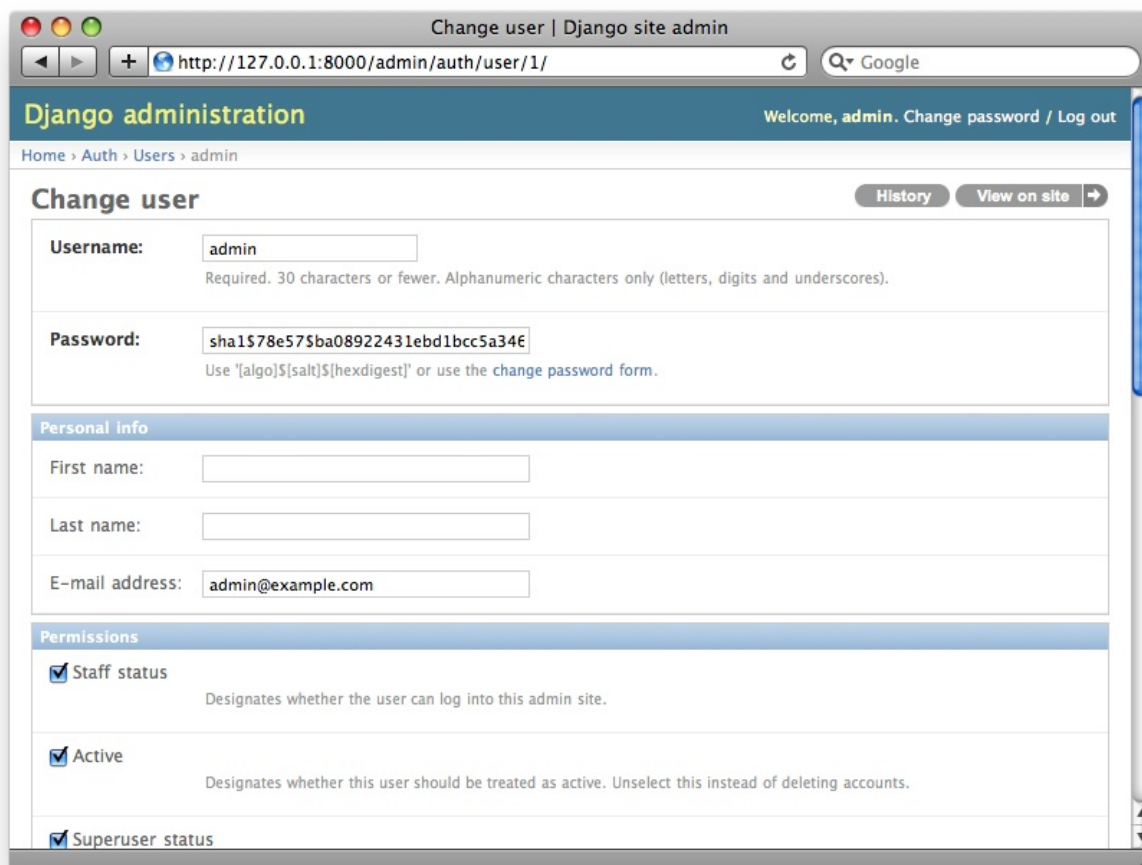 Change user | Django site admin
http://127.0.0.1:8000/admin/auth/user/1/
Google
Django administration
Welcome, admin. Change password / Log out
Home › Auth › Users › admin
Change user
History
View on site
Username:
admin
Required. 30 characters or fewer. Alphanumeric characters only (letters, digits and underscores).
Password:
sha1$78e57$ba08922431ebd1bcc5a346
Use '[algo]$[salt]$[hexdigest]' or use the change password form.
Personal info
First name:
Last name:
E-mail address:
admin@example.com
Permissions
Staff status
Designates whether the user can log into this admin site.
Active
Designates whether this user should be treated as active. Unselect this instead of deleting accounts.
Superuser status